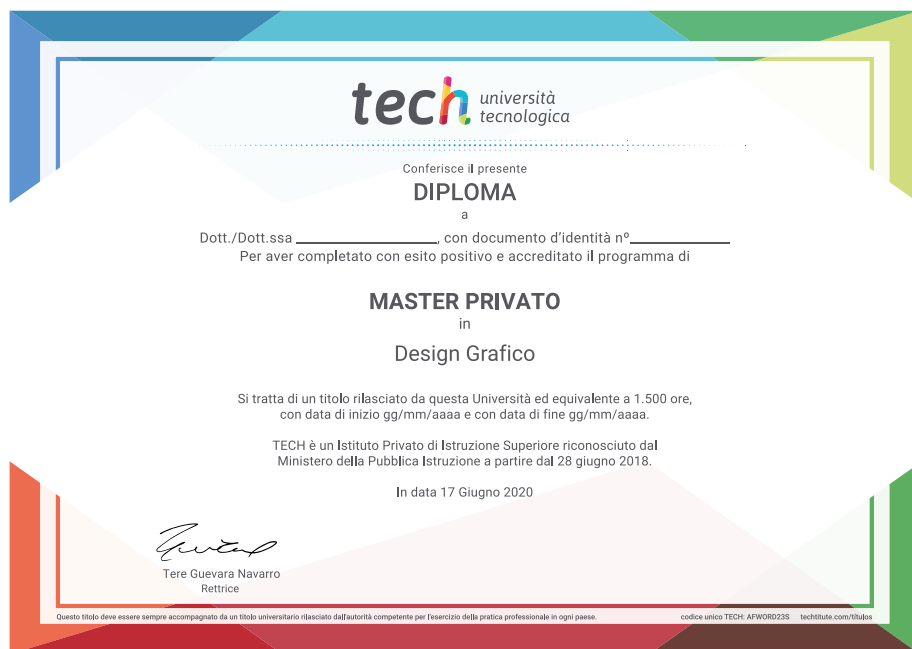 tech università
tecnologica
Conferisce il presente
DIPLOMA
a
Dott./Dott.ssa ____________________, con documento d'identità nº______________
Per aver completato con esito positivo e accreditato il programma di
MASTER PRIVATO
in
Design Grafico
Si tratta di un titolo rilasciato da questa Università ed equivalente a 1.500 ore,
con data di inizio gg/mm/aaaa e con data di fine gg/mm/aaaa.
TECH è un Istituto Privato di Istruzione Superiore riconosciuto dal
Ministero della Pubblica Istruzione a partire dal 28 giugno 2018.
In data 17 Giugno 2020
Tere Guevara Navarro
Rettrice
Questo titolo deve essere sempre accompagnato da un titolo universitario rilasciato dall'autorità competente per l'esercizio della pratica professionale in ogni paese. codice unico TECH: AFWORD23S techtitute.com/titulos